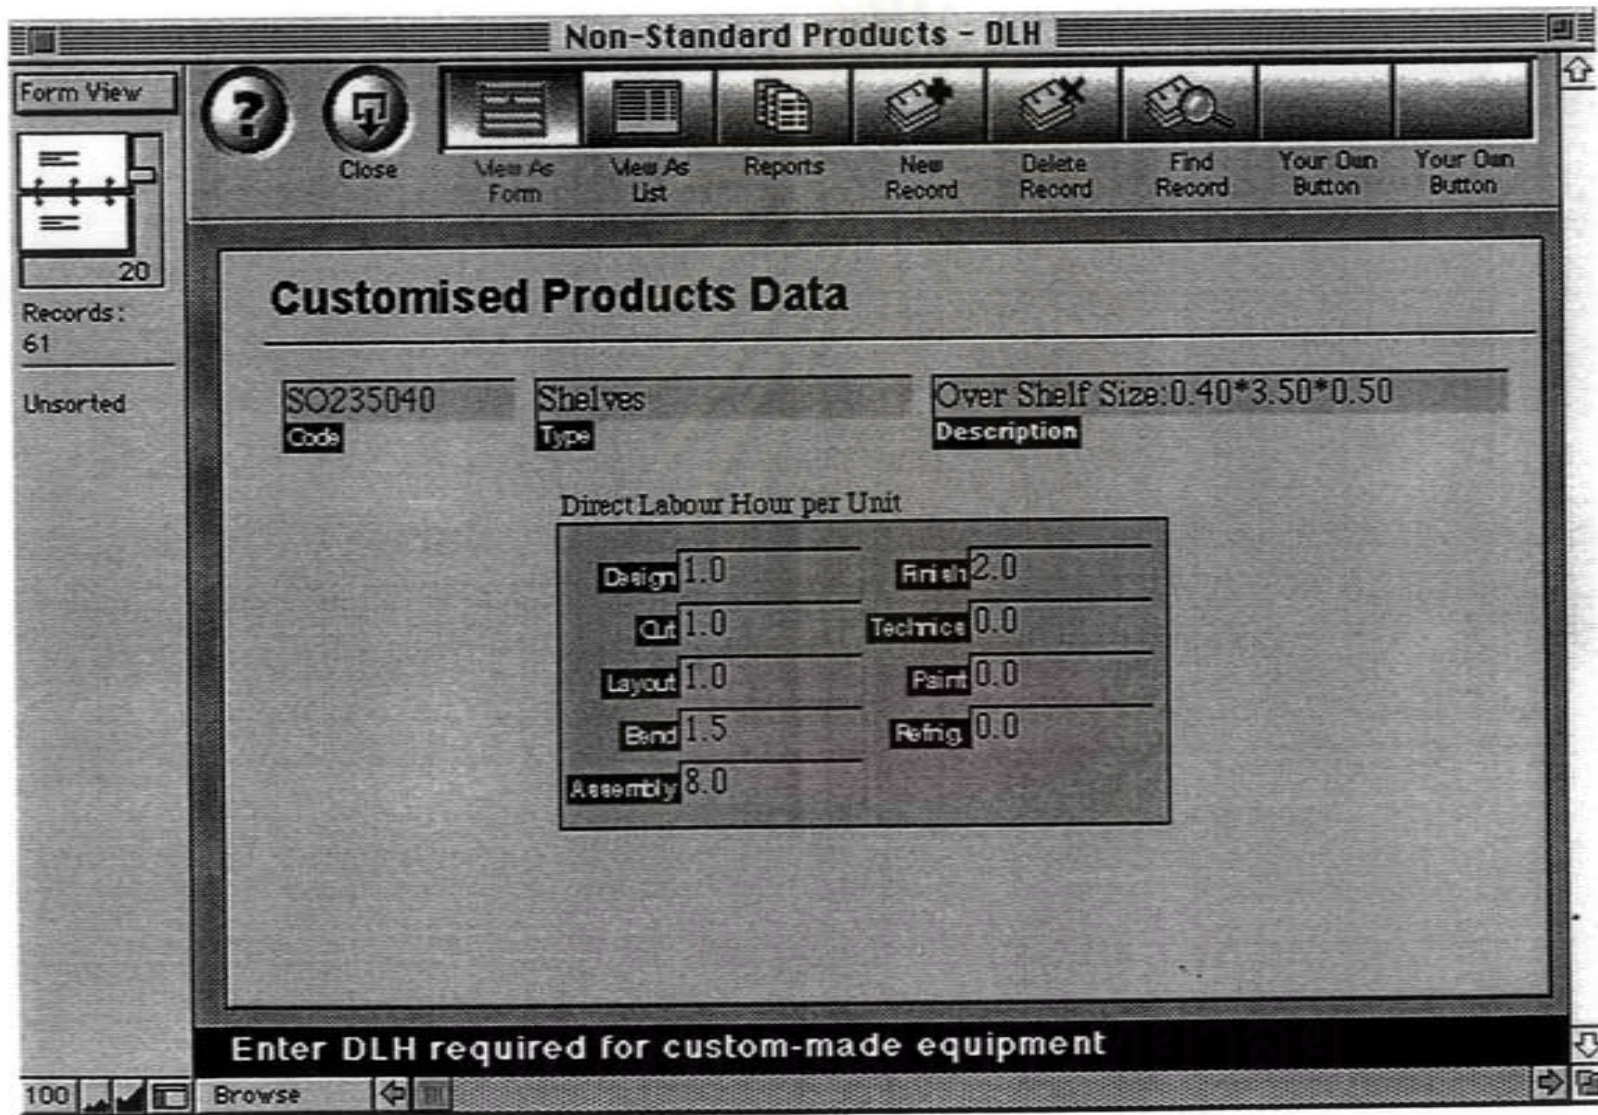 Non-Standard Products - DLH
Form View
?
Close
View As Form
View As List
Reports
New Record
Delete Record
Find Record
Your Own Button
Your Own Button
20
Records:
61
Unsorted
Customised Products Data
SO235040
Code
Shelves
Type
Over Shelf Size:0.40*3.50*0.50
Description
Direct Labour Hour per Unit
Design 1.0
Finish 2.0
Cut 1.0
Technics 0.0
Layout 1.0
Paint 0.0
Bend 1.5
Refrig. 0.0
Assembly 8.0
Enter DLH required for custom-made equipment
100
Browse